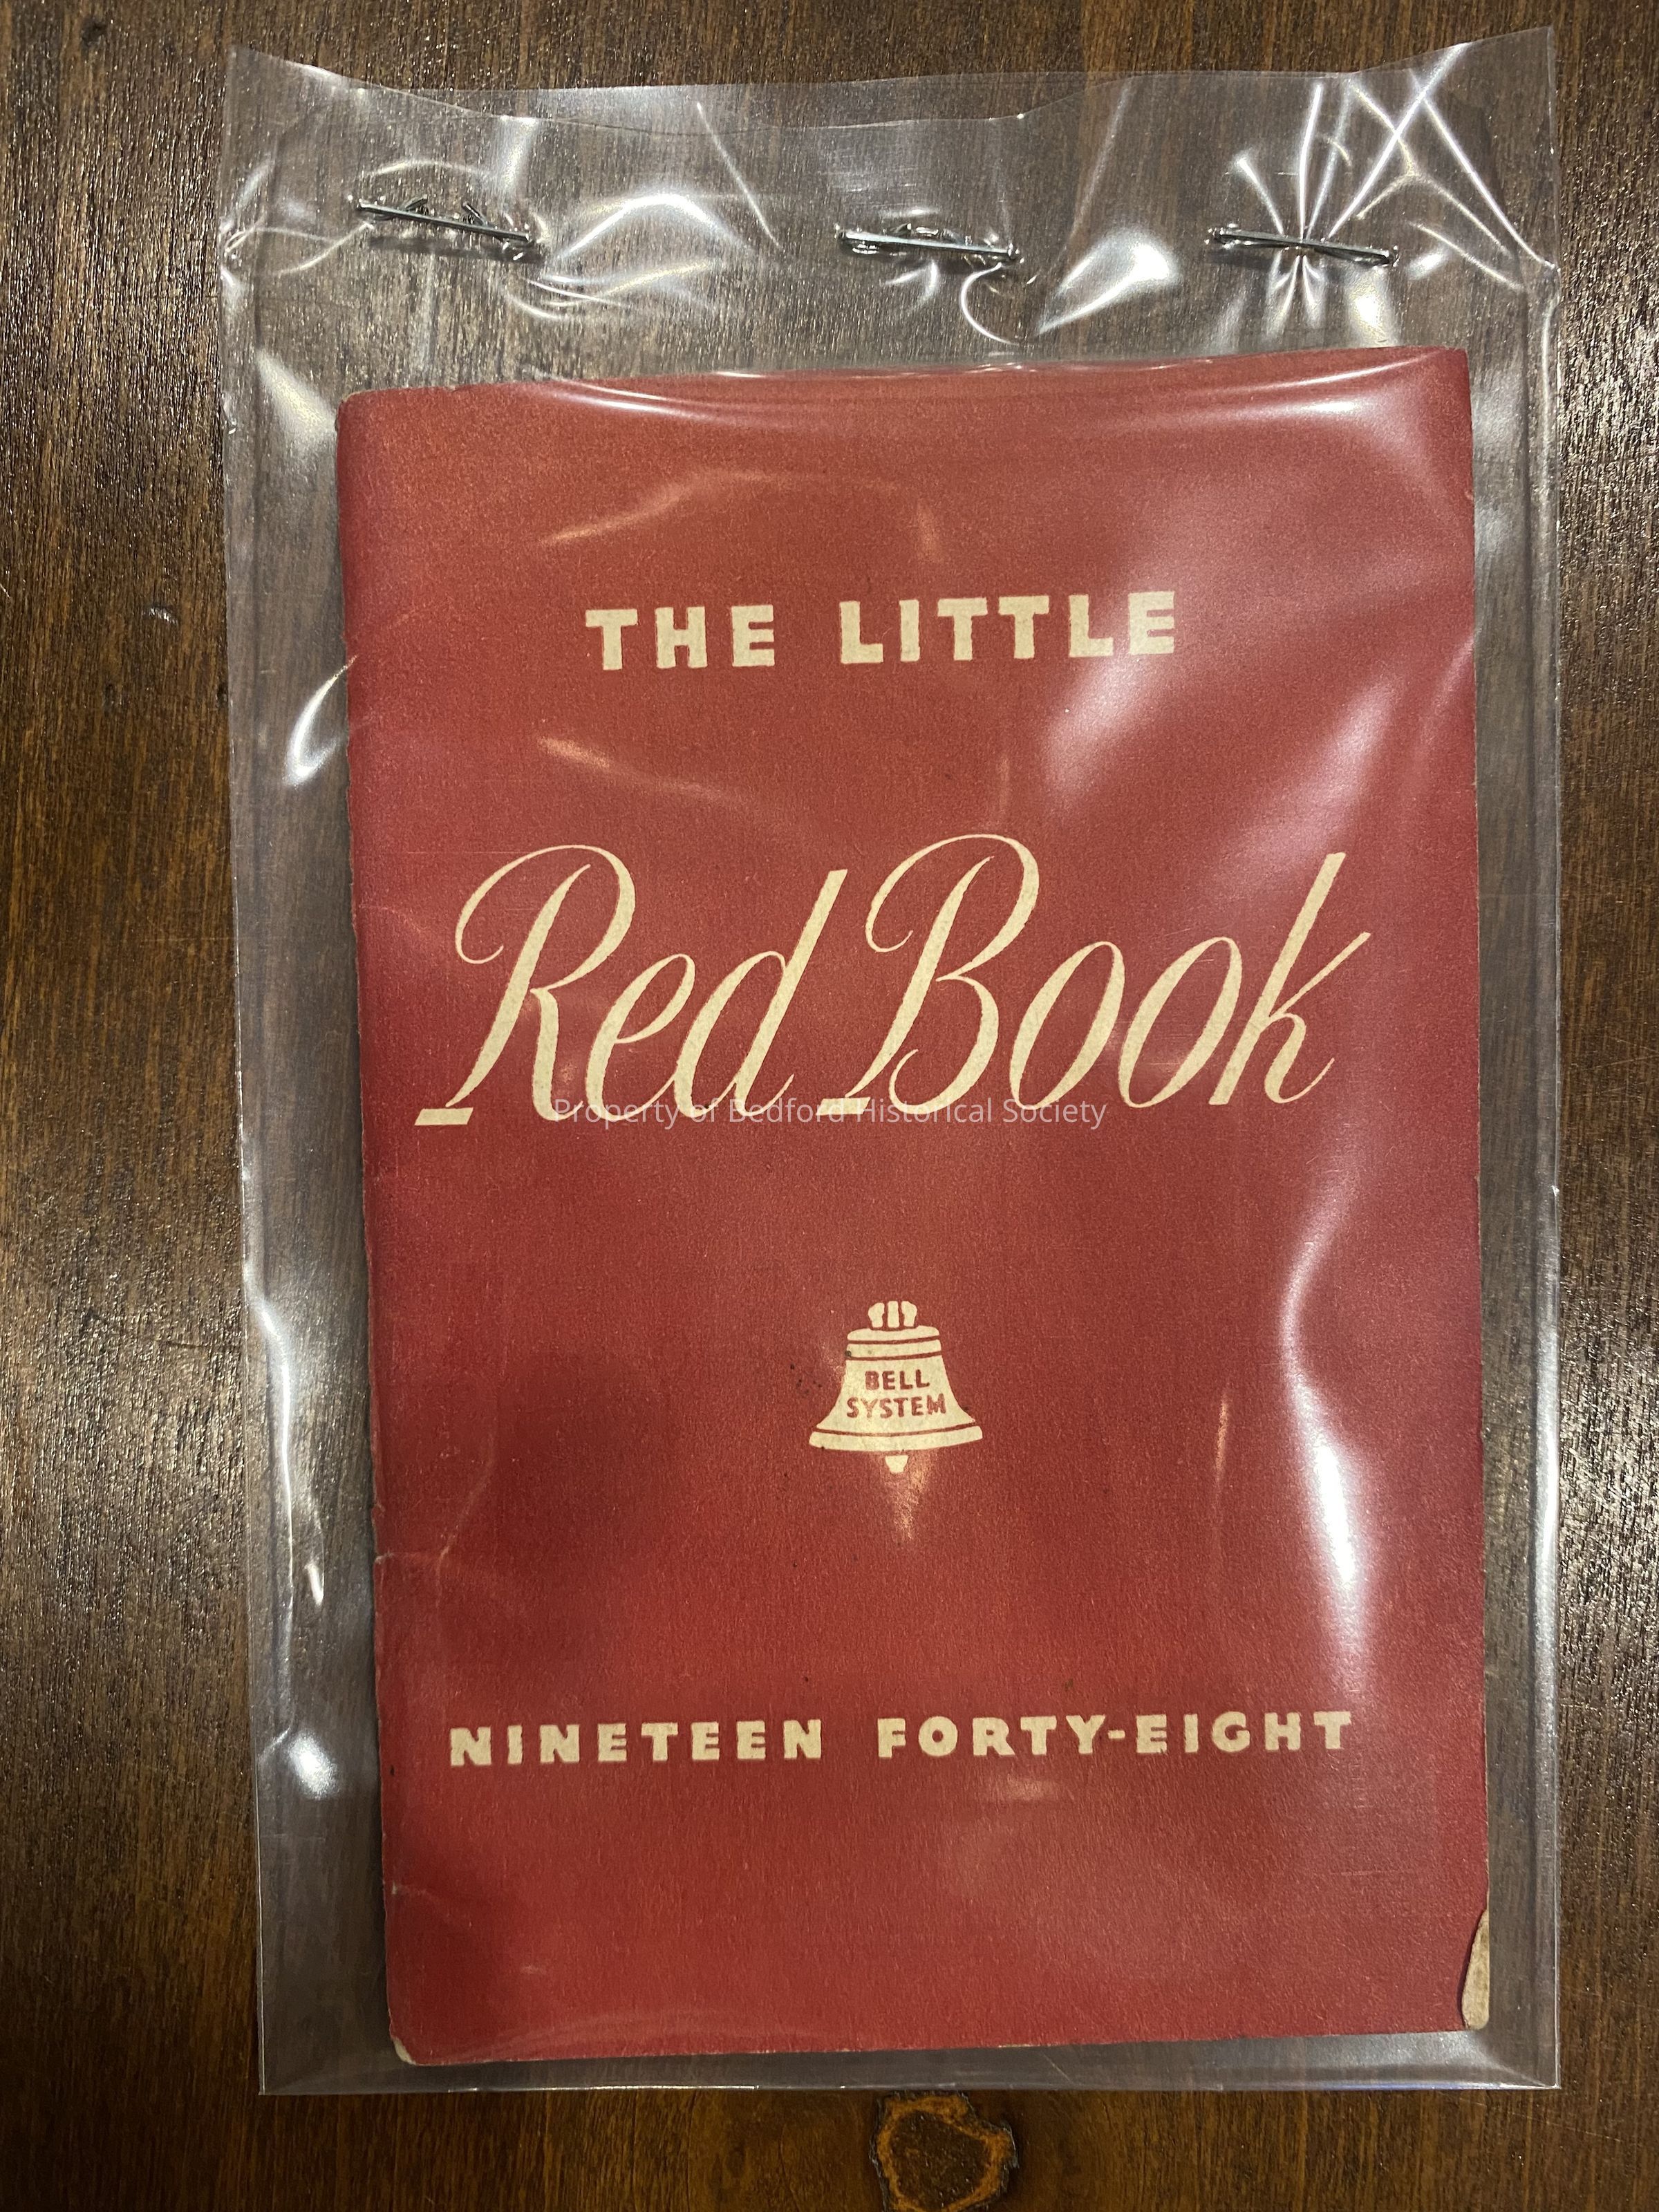 THE LITTLE
Red Book
Property of Bedford Historical Society
BELL
SYSTEM
NINETEEN FORTY-EIGHT